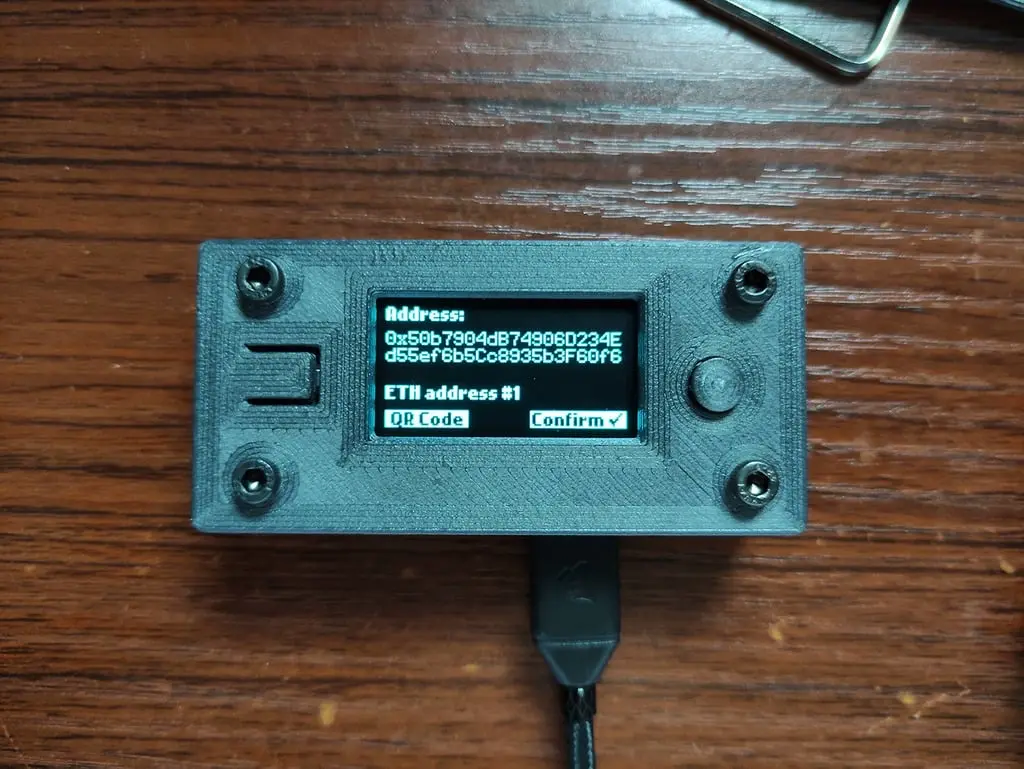 Address:
0x50b7904dB74906D234E
d55ef6b5Cc8935b3F60f6
ETH address #1
QR Code
Confirm ✓